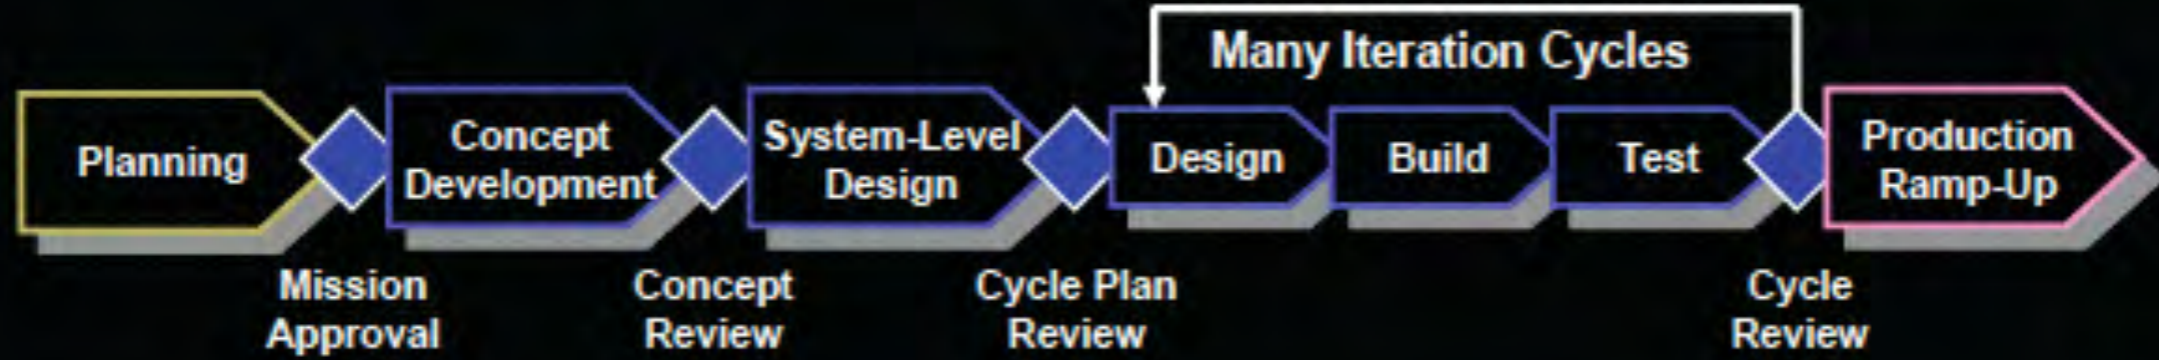 Many Iteration Cycles
Planning
Concept
Development
System-Level
Design
Design
Build
Test
Production
Ramp-Up
Mission
Approval
Concept
Review
Cycle Plan
Review
Cycle
Review